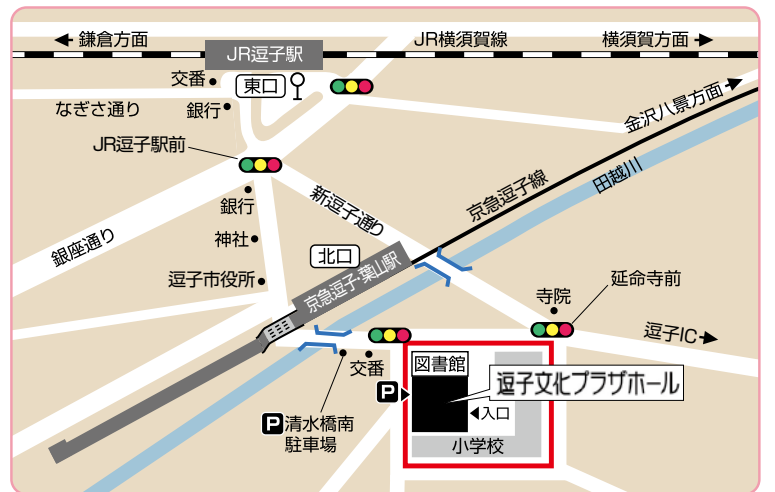 鎌倉方面
JR逗子駅
JR横須賀線
横須賀方面
交番
東口
なぎさ通り
銀行
金沢八景方面
JR逗子駅前
京急逗子線
田越川
銀行
新逗子通り
神社
銀座通り
北口
逗子市役所
京急逗子・葉山駅
寺院
延命寺前
逗子IC
図書館
交番
P
逗子文化プラザホール
入口
P清水橋南
駐車場
小学校